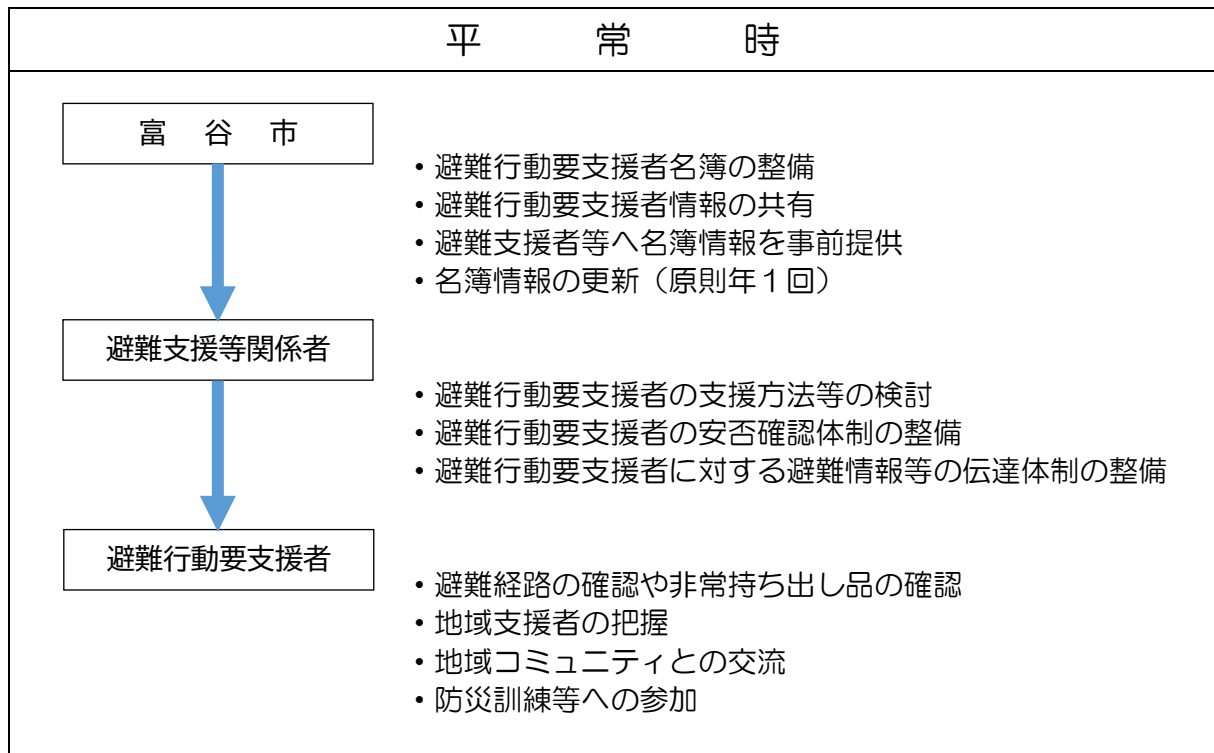 平　常　時
富　谷　市
・避難行動要支援者名簿の整備
・避難行動要支援者情報の共有
・避難支援者等へ名簿情報を事前提供
・名簿情報の更新（原則年１回）
避難支援等関係者
・避難行動要支援者の支援方法等の検討
・避難行動要支援者の安否確認体制の整備
・避難行動要支援者に対する避難情報等の伝達体制の整備
避難行動要支援者
・避難経路の確認や非常持ち出し品の確認
・地域支援者の把握
・地域コミュニティとの交流
・防災訓練等への参加